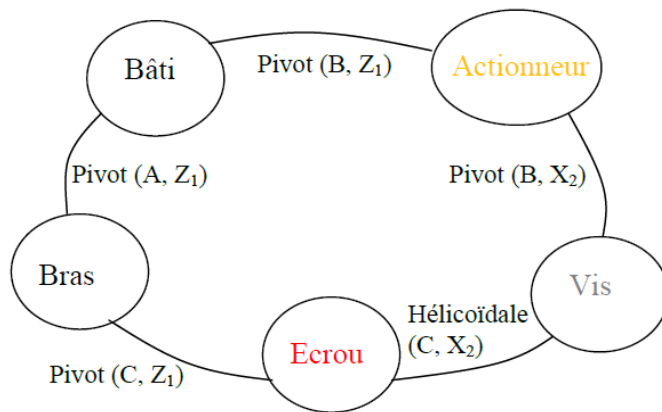 Bâti
Pivot (B, Z₁)
Actionneur
Pivot (A, Z₁)
Pivot (B, X₂)
Bras
Vis
Hélicoïdale
(C, X₂)
Ecrou
Pivot (C, Z₁)